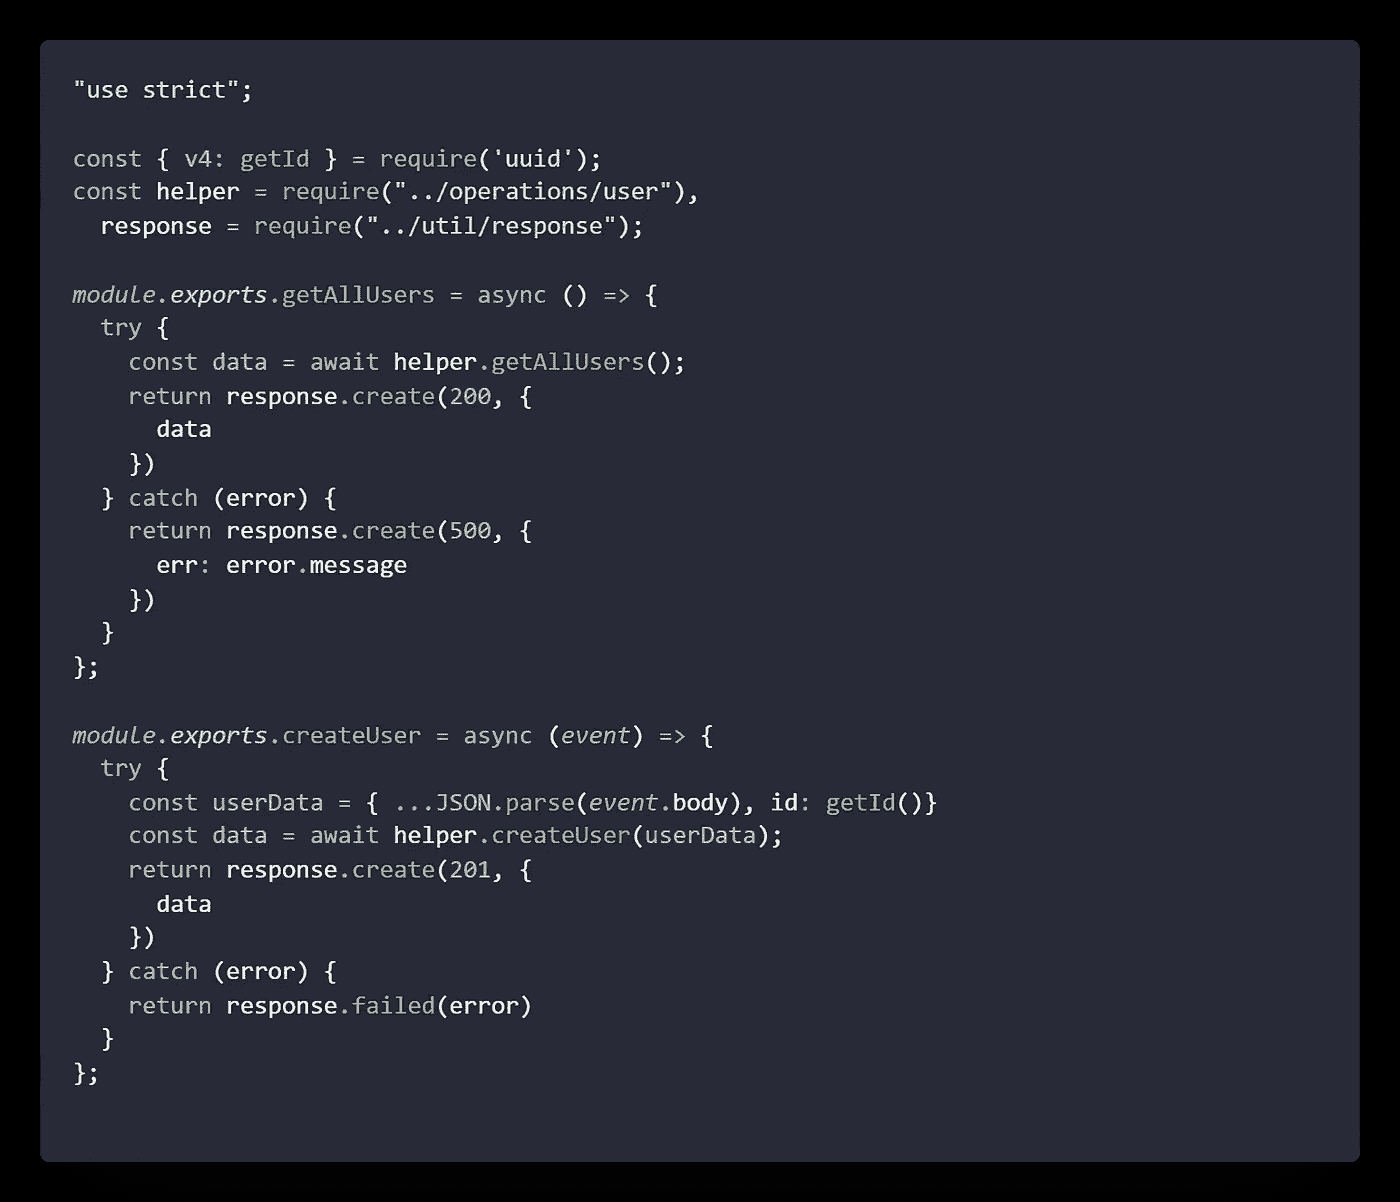 "use strict";

const { v4: getId } = require('uuid');
const helper = require("../operations/user"),
  response = require("../util/response");

module.exports.getAllUsers = async () => {
  try {
    const data = await helper.getAllUsers();
    return response.create(200, {
      data
    })
  } catch (error) {
    return response.create(500, {
      err: error.message
    })
  }
};

module.exports.createUser = async (event) => {
  try {
    const userData = { ...JSON.parse(event.body), id: getId()}
    const data = await helper.createUser(userData);
    return response.create(201, {
      data
    })
  } catch (error) {
    return response.failed(error)
  }
};